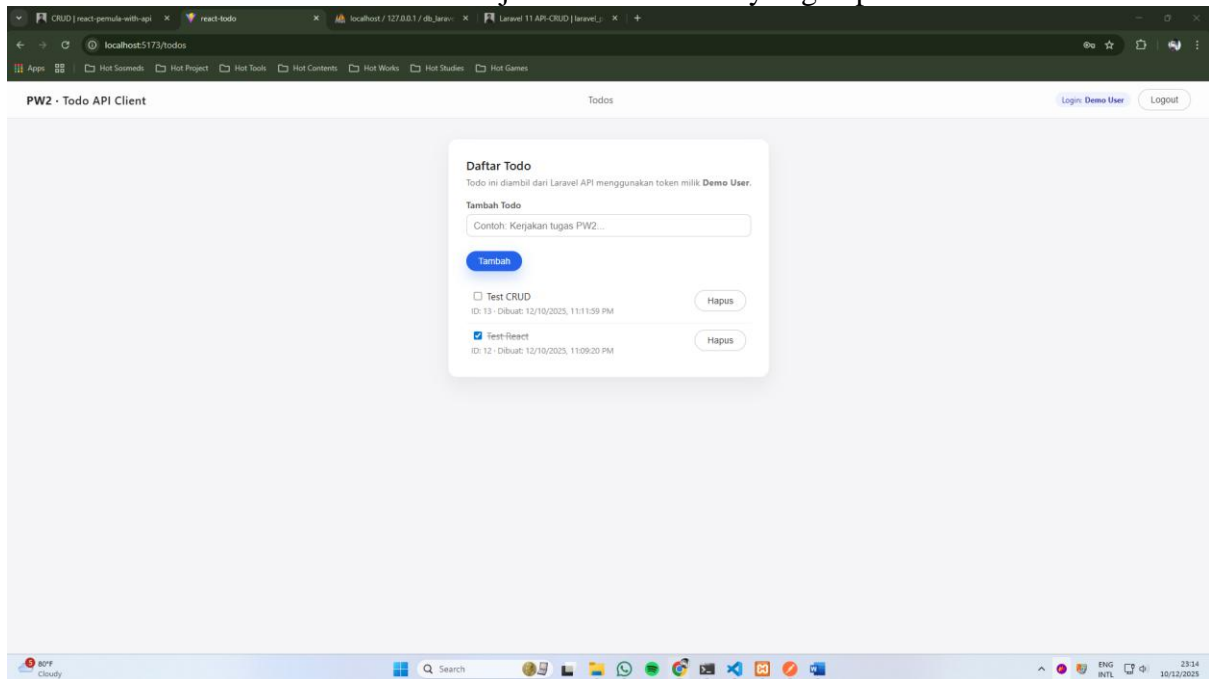 CRUD | react-pemula-with-api
react-todo
localhost / 127.0.0.1 / db_larav
Laravel 11 API-CRUD | laravel_
localhost:5173/todos
Apps Hot Sosmeds Hot Project Hot Tools Hot Contents Hot Works Hot Studies Hot Games
PW2 · Todo API Client Todos Login: Demo User Logout
Daftar Todo
Todo ini diambil dari Laravel API menggunakan token milik Demo User.
Tambah Todo
Contoh: Kerjakan tugas PW2...
Tambah
Test CRUD
ID: 13 · Dibuat: 12/10/2025, 11:11:59 PM
Hapus
Test React
ID: 12 · Dibuat: 12/10/2025, 11:09:20 PM
Hapus
5
80°F
Cloudy
Search
ENG
INTL
23:14
10/12/2025